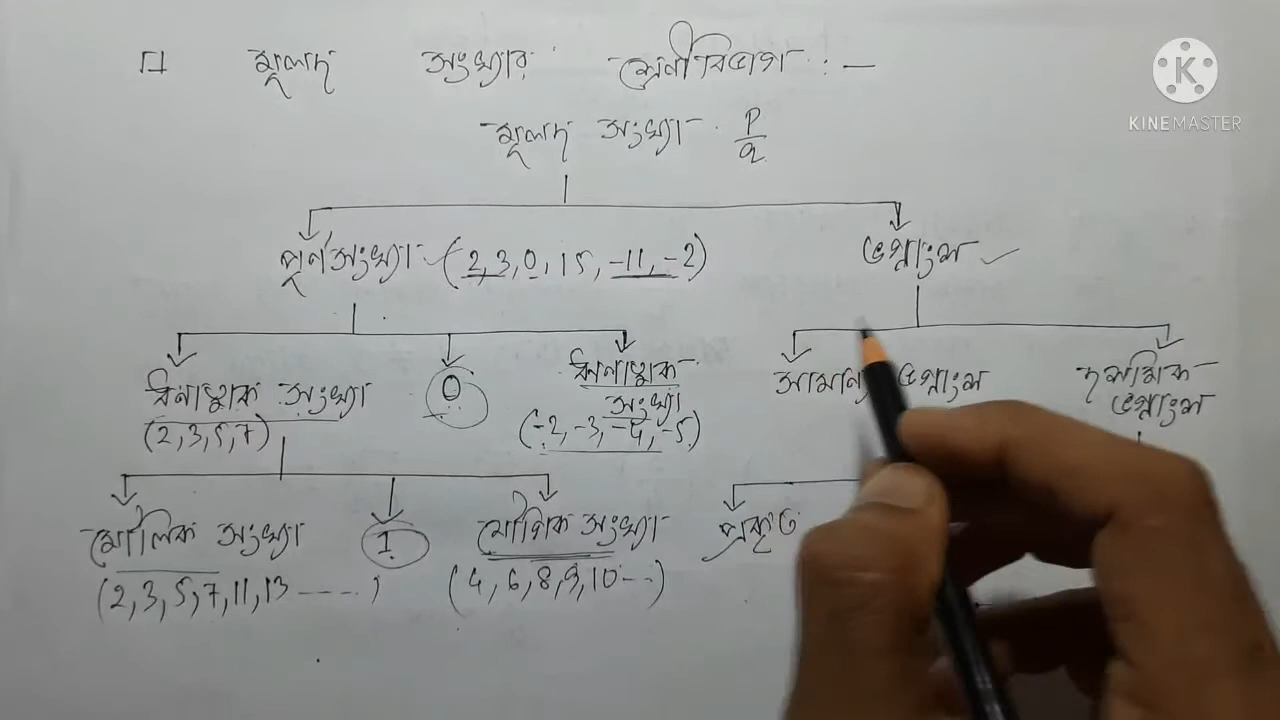 □ মূলদ সংখ্যার শ্রেণীবিভাগ :—
মূলদ সংখ্যা . p/q
পূর্ণসংখ্যা (2, 3, 0, 15, -11, -2)
ভগ্নাংশ
ধনাত্মক সংখ্যা
(2, 3, 5, 7)
0
ঋণাত্মক
সংখ্যা
(-2, -3, -4, -5)
ভগ্নাংশ
দশমিক
ভগ্নাংশ
মৌলিক সংখ্যা
(2, 3, 5, 7, 11, 13 -----)
1
যৌগিক সংখ্যা
(4, 6, 8, 9, 10---)
প্রকৃত
K
KINEMASTER